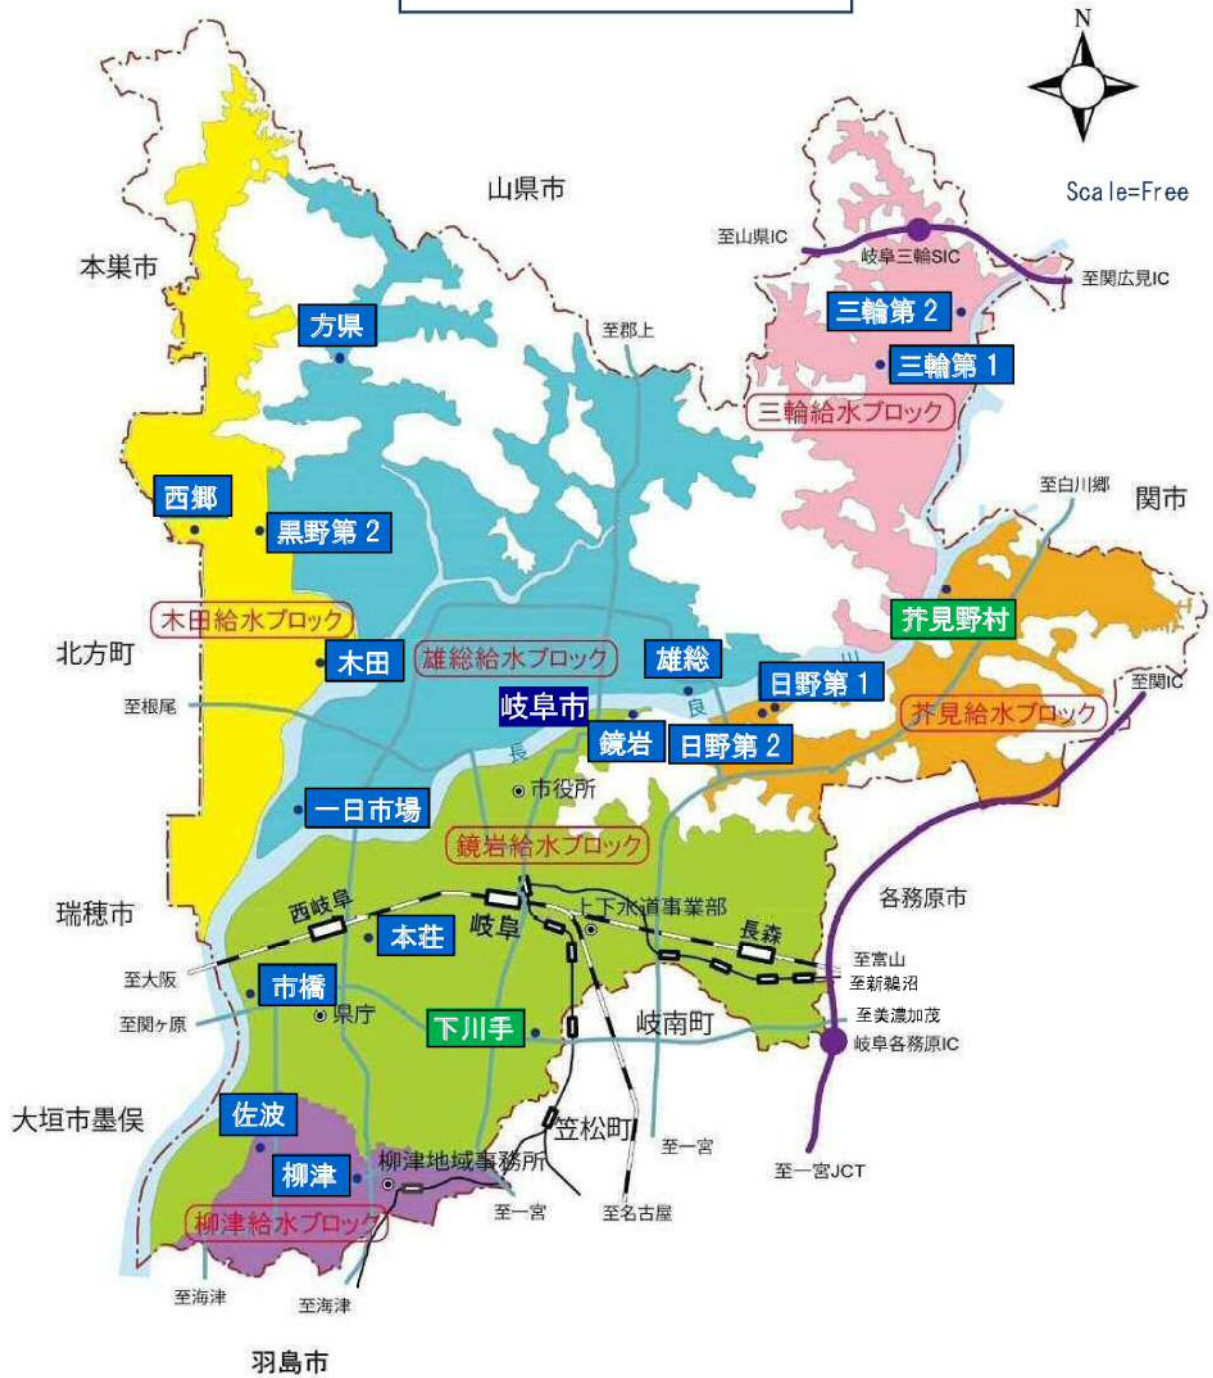 N
Scale=Free
山県市
至山県IC
岐阜三輪SIC
至関広見IC
本巣市
方県
至郡上
三輪第2
三輪第1
三輪給水ブロック
西郷
黒野第2
至白川郷
関市
木田給水ブロック
芥見野村
北方町
木田
雄総給水ブロック
雄総
川
日野第1
至関IC
至根尾
岐阜市
良
芥見給水ブロック
鏡岩
日野第2
長
市役所
一日市場
鏡岩給水ブロック
瑞穂市
西岐阜
岐阜
上下水道事業部
各務原市
本荘
長森
至大阪
至富山
市橋
至新鵜沼
至関ヶ原
県庁
下川手
岐南町
至美濃加茂
岐阜各務原IC
大垣市墨俣
佐波
笠松町
至一宮
柳津
柳津地域事務所
至一宮JCT
柳津給水ブロック
至一宮
至名古屋
至海津
至海津
羽島市